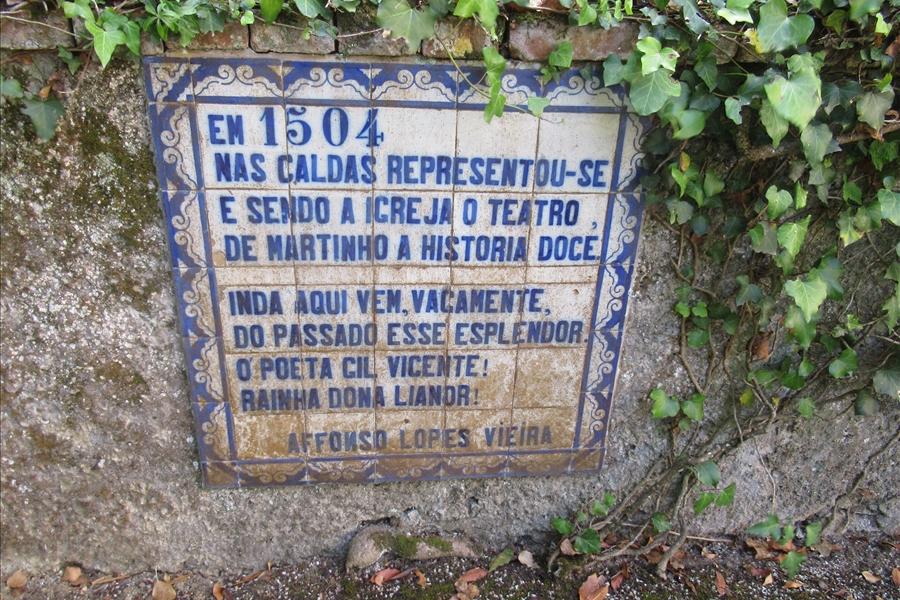 EM 1504
NAS CALDAS REPRESENTOU-SE
E SENDO A IGREJA O TEATRO,
DE MARTINHO A HISTORIA DOCE.
INDA AQUI VEM, VAGAMENTE,
DO PASSADO ESSE ESPLENDOR.
O' POETA GIL VICENTE!
RAINHA DONA LIANOR!
AFFONSO LOPES VIEIRA